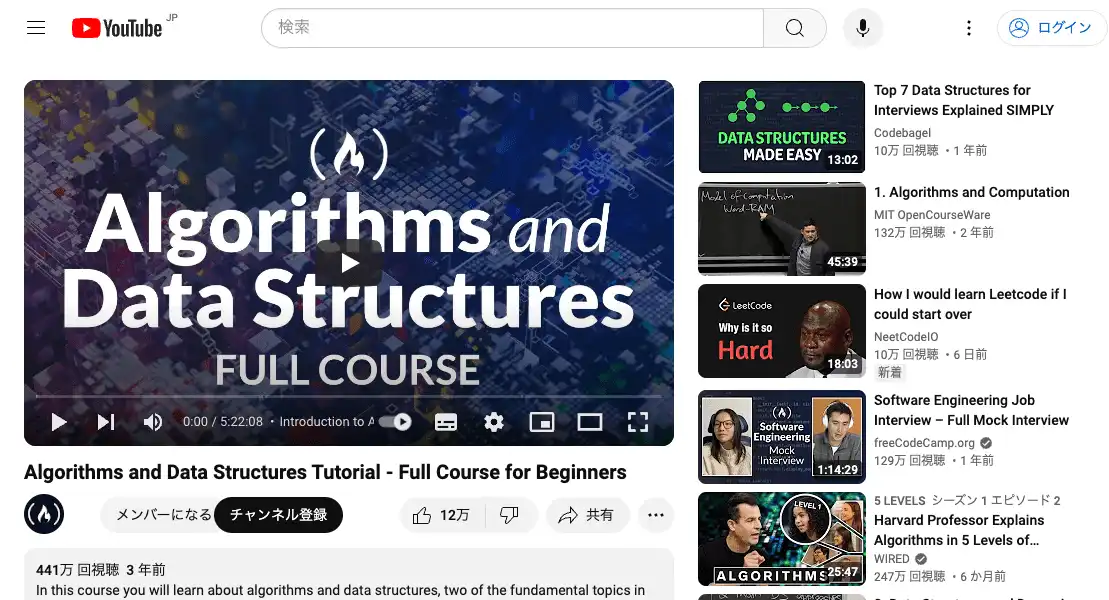 YouTube JP
検索
ログイン
Algorithms and
Data Structures
FULL COURSE
0:00 / 5:22:08 • Introduction to A
Algorithms and Data Structures Tutorial - Full Course for Beginners
メンバーになる
チャンネル登録
12万
共有
441万 回視聴 3 年前
In this course you will learn about algorithms and data structures, two of the fundamental topics in
DATA STRUCTURES
MADE EASY
13:02
Top 7 Data Structures for
Interviews Explained SIMPLY
Codebagel
10万 回視聴 ・1 年前
Model of Computation
Word-RAM
45:39
1. Algorithms and Computation
MIT OpenCourseWare
132万 回視聴 ・2 年前
LeetCode
Why is it so
Hard
18:03
How I would learn Leetcode if I
could start over
NeetCodeIO
10万 回視聴 ・6 日前
新着
Software
Engineering
Mock
Interview
1:14:29
Software Engineering Job
Interview – Full Mock Interview
freeCodeCamp.org
129万 回視聴 ・1 年前
LEVEL 1
ALGORITHMS
25:47
5 LEVELS シーズン 1 エピソード 2
Harvard Professor Explains
Algorithms in 5 Levels of…
WIRED
247万 回視聴 ・6 か月前